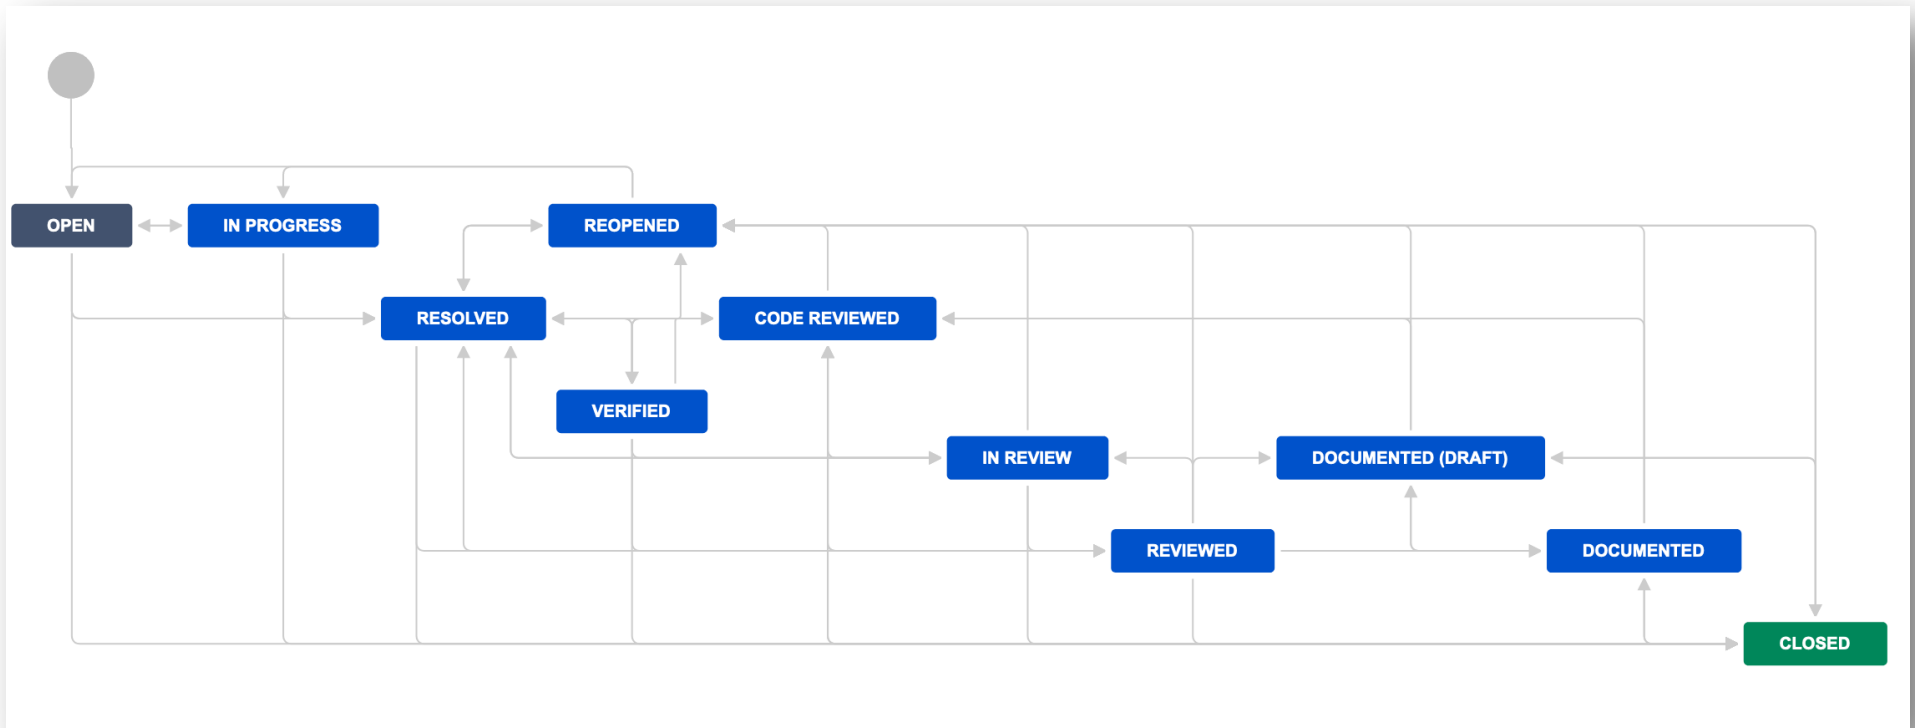 OPEN
IN PROGRESS
REOPENED
RESOLVED
CODE REVIEWED
VERIFIED
IN REVIEW
DOCUMENTED (DRAFT)
REVIEWED
DOCUMENTED
CLOSED